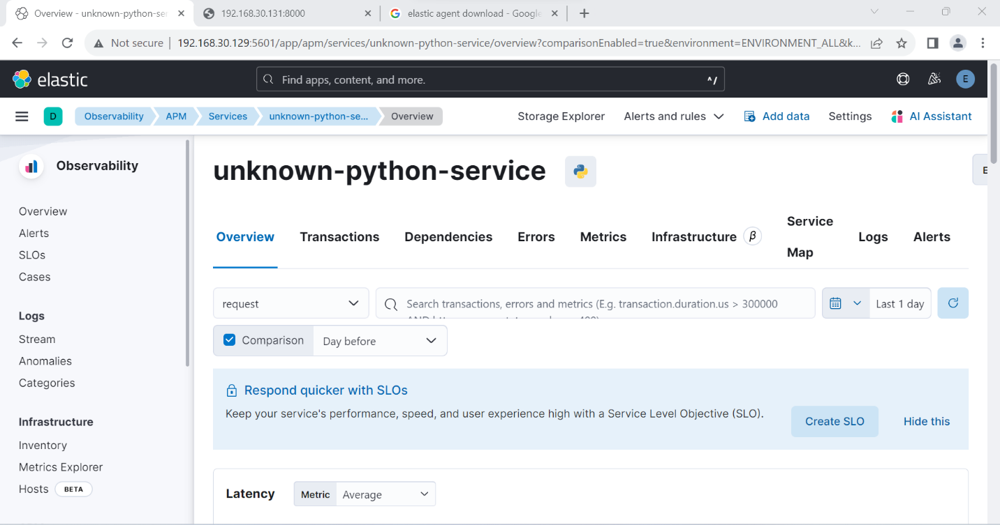 Overview - unknown-python-se
192.168.30.131:8000
elastic agent download - Google
Not secure
192.168.30.129:5601/app/apm/services/unknown-python-service/overview?comparisonEnabled=true&environment=ENVIRONMENT_ALL&k...
elastic
Find apps, content, and more.
^/
E
D
Observability
APM
Services
unknown-python-se...
Overview
Storage Explorer
Alerts and rules
Add data
Settings
AI Assistant
Observability
Overview
Alerts
SLOs
Cases
Logs
Stream
Anomalies
Categories
Infrastructure
Inventory
Metrics Explorer
Hosts BETA
unknown-python-service
E
Overview
Transactions
Dependencies
Errors
Metrics
Infrastructure β
Service
Map
Logs
Alerts
request
Search transactions, errors and metrics (E.g. transaction.duration.us > 300000
Last 1 day
Comparison
Day before
Respond quicker with SLOs
Keep your service's performance, speed, and user experience high with a Service Level Objective (SLO).
Create SLO
Hide this
Latency
Metric
Average